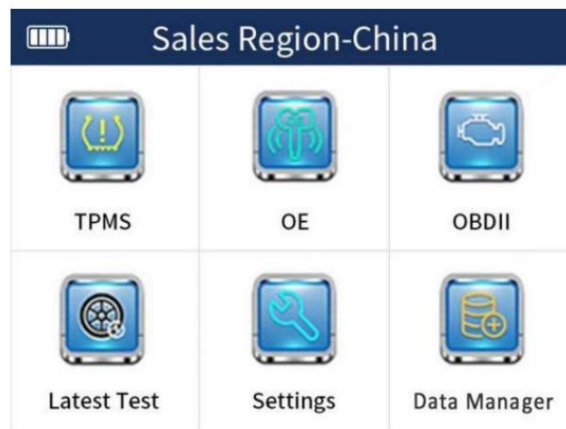 Sales Region-China
TPMS
OE
OBDII
Latest Test
Settings
Data Manager